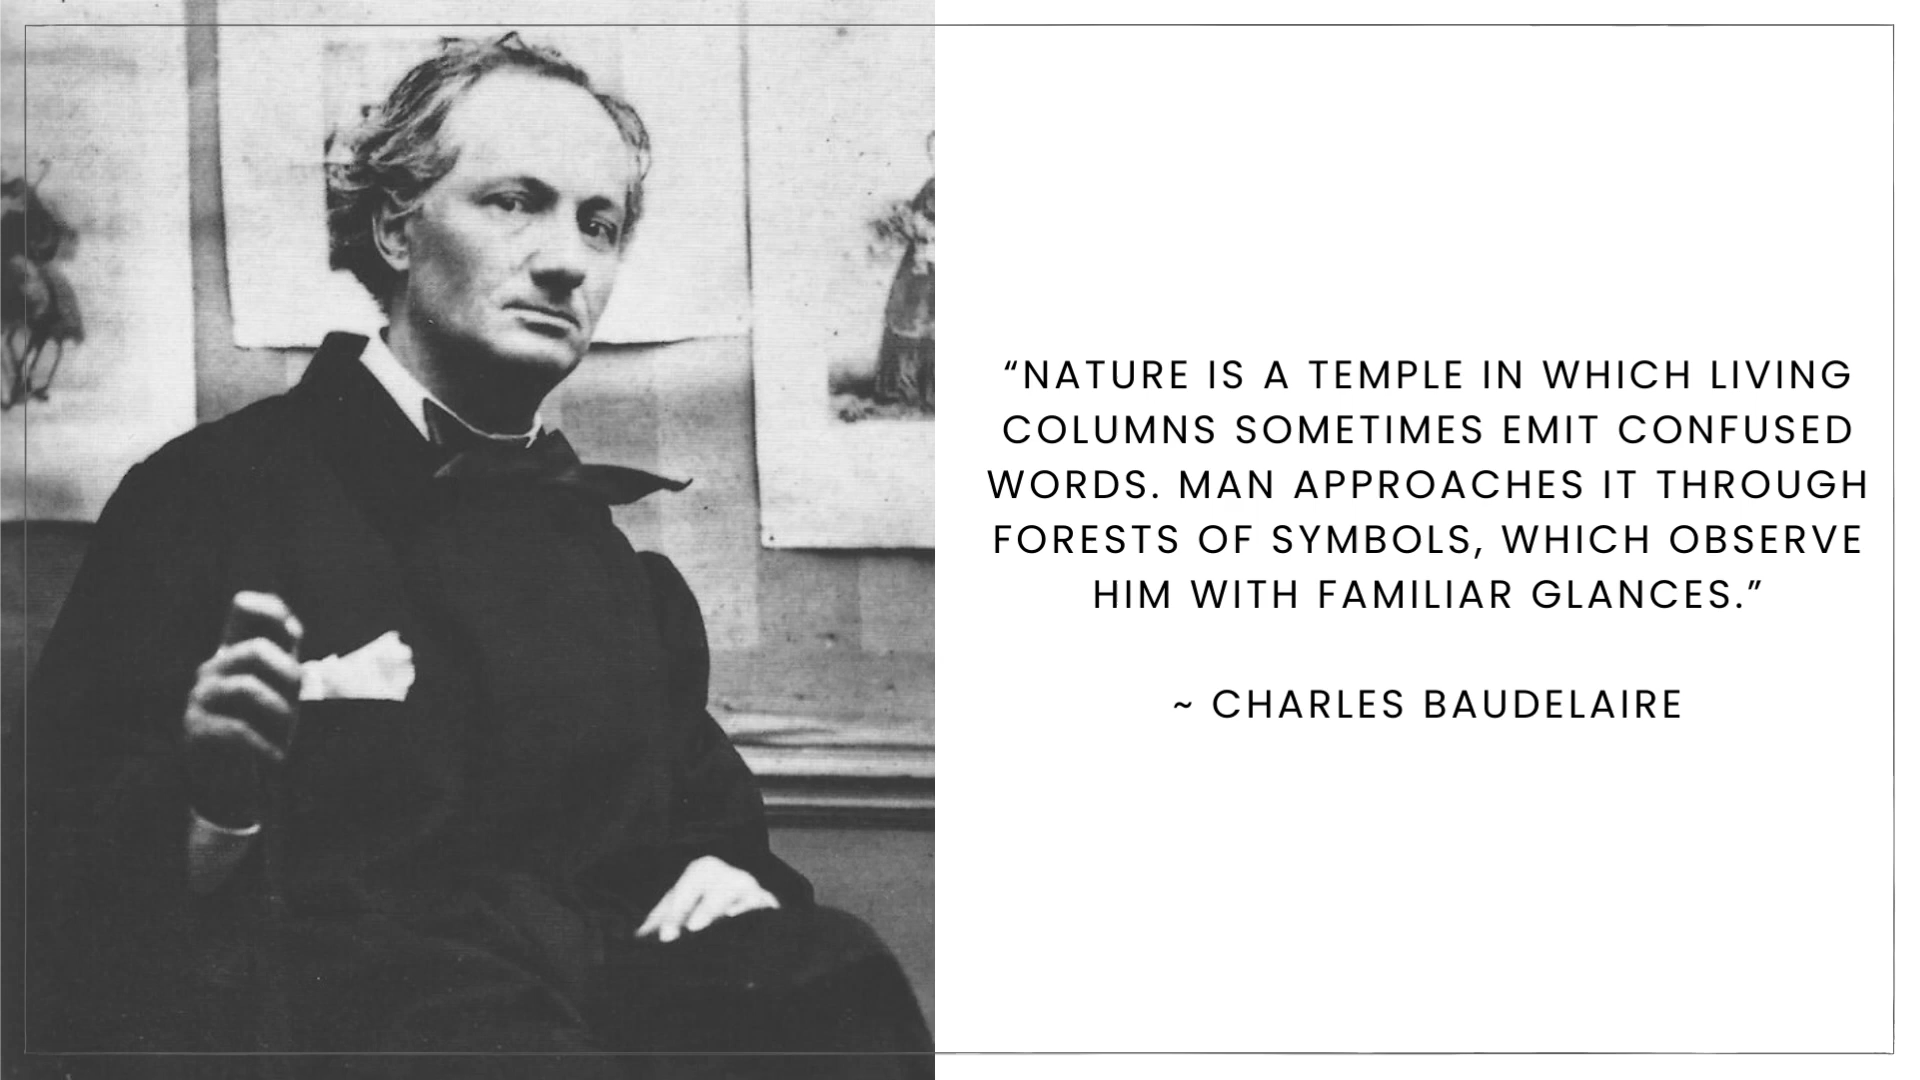 “NATURE IS A TEMPLE IN WHICH LIVING
COLUMNS SOMETIMES EMIT CONFUSED
WORDS. MAN APPROACHES IT THROUGH
FORESTS OF SYMBOLS, WHICH OBSERVE
HIM WITH FAMILIAR GLANCES.”
~ CHARLES BAUDELAIRE